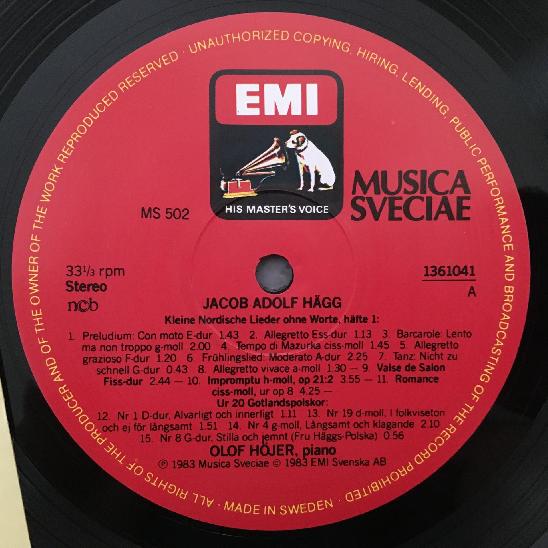 ALL RIGHTS OF THE PRODUCER AND OF THE OWNER OF THE WORK REPRODUCED RESERVED · UNAUTHORIZED COPYING, HIRING, LENDING, PUBLIC PERFORMANCE AND BROADCASTING OF THE RECORD PROHIBITED · MADE IN SWEDEN ·
EMI
HIS MASTER'S VOICE
MUSICA
SVECIAE
MS 502
33⅓ rpm
Stereo
ncb
1361041
A
JACOB ADOLF HÄGG
Kleine Nordische Lieder ohne Worte, häfte 1:
1. Preludium: Con moto E-dur 1.43 2. Allegretto Ess-dur 1.13 3. Barcarole: Lento
ma non troppo g-moll 2.00 4. Tempo di Mazurka ciss-moll 1.45 5. Allegretto
grazioso F-dur 1.20 6. Frühlingslied: Moderato A-dur 2.25 7. Tanz: Nicht zu
schnell G-dur 0.43 8. Allegro vivace a-moll 1.30 — 9. Valse de Salon
Fiss-dur 2.44 — 10. Impromptu h-moll, op 21:2 3.55 — 11. Romance
ciss-moll, ur op 8 4.25 —
Ur 20 Gotlandspolskor:
12. Nr 1 D-dur, Alvarligt och innerligt 1.11 13. Nr 19 d-moll, I folkviseton
och ej för långsamt 1.51 14. Nr 4 g-moll, Långsamt och klagande 2.10
15. Nr 8 G-dur, Stilla och jemnt (Fru Häggs-Polska) 0.56
OLOF HÖJER, piano
℗ 1983 Musica Sveciae © 1983 EMI Svenska AB